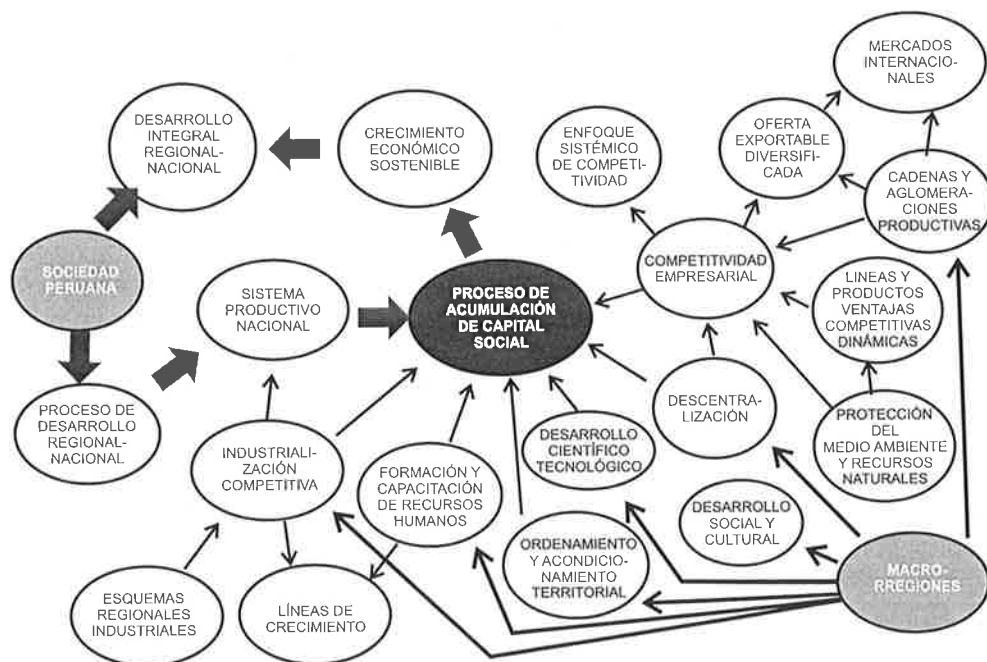 MERCADOS
INTERNACIO-
NALES
DESARROLLO
INTEGRAL
REGIONAL-
NACIONAL
CRECIMIENTO
ECONÓMICO
SOSTENIBLE
ENFOQUE
SISTÉMICO
DE COMPETI-
TIVIDAD
OFERTA
EXPORTABLE
DIVERSIFI-
CADA
CADENAS Y
AGLOMERA-
CIONES
PRODUCTIVAS
SOCIEDAD
PERUANA
SISTEMA
PRODUCTIVO
NACIONAL
PROCESO DE
ACUMULACIÓN
DE CAPITAL
SOCIAL
COMPETITIVIDAD
EMPRESARIAL
LINEAS Y
PRODUCTOS
VENTAJAS
COMPETITIVAS
DINÁMICAS
PROCESO DE
DESARROLLO
REGIONAL-
NACIONAL
INDUSTRIALI-
ZACIÓN
COMPETITIVA
FORMACIÓN Y
CAPACITACIÓN
DE RECURSOS
HUMANOS
DESARROLLO
CIENTÍFICO
TECNOLÓGICO
DESCENTRA-
LIZACIÓN
PROTECCIÓN
DEL
MEDIO AMBIENTE
Y RECURSOS
NATURALES
DESARROLLO
SOCIAL Y
CULTURAL
ORDENAMIENTO
Y ACONDICIO-
NAMIENTO
TERRITORIAL
MACRO-
RREGIONES
ESQUEMAS
REGIONALES
INDUSTRIALES
LÍNEAS DE
CRECIMIENTO